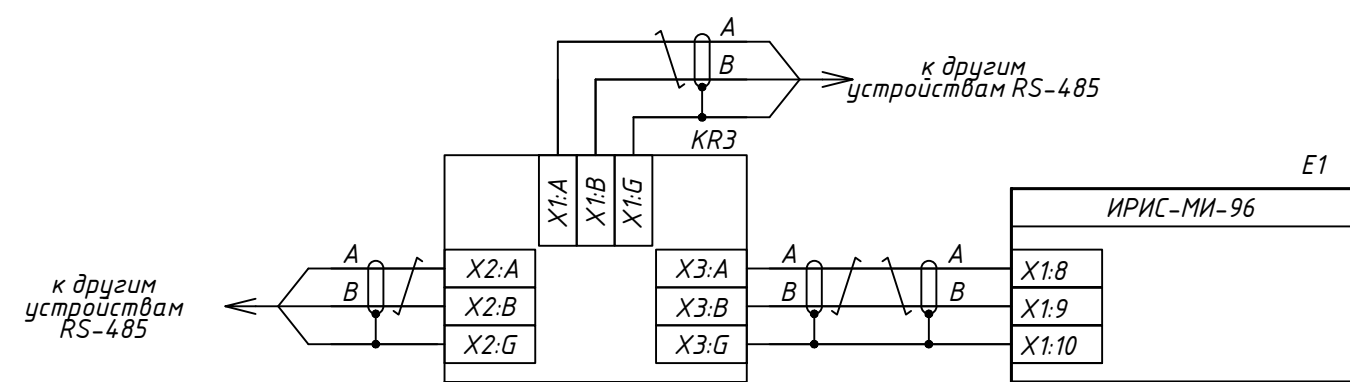 A
B
к другим
устройствам RS-485
KR3
X1:A
X1:B
X1:G
E1
ИРИС-МИ-96
A
X2:A
X3:A
A
A
X1:8
к другим
устройствам
RS-485
B
X2:B
X3:B
B
B
X1:9
X2:G
X3:G
X1:10